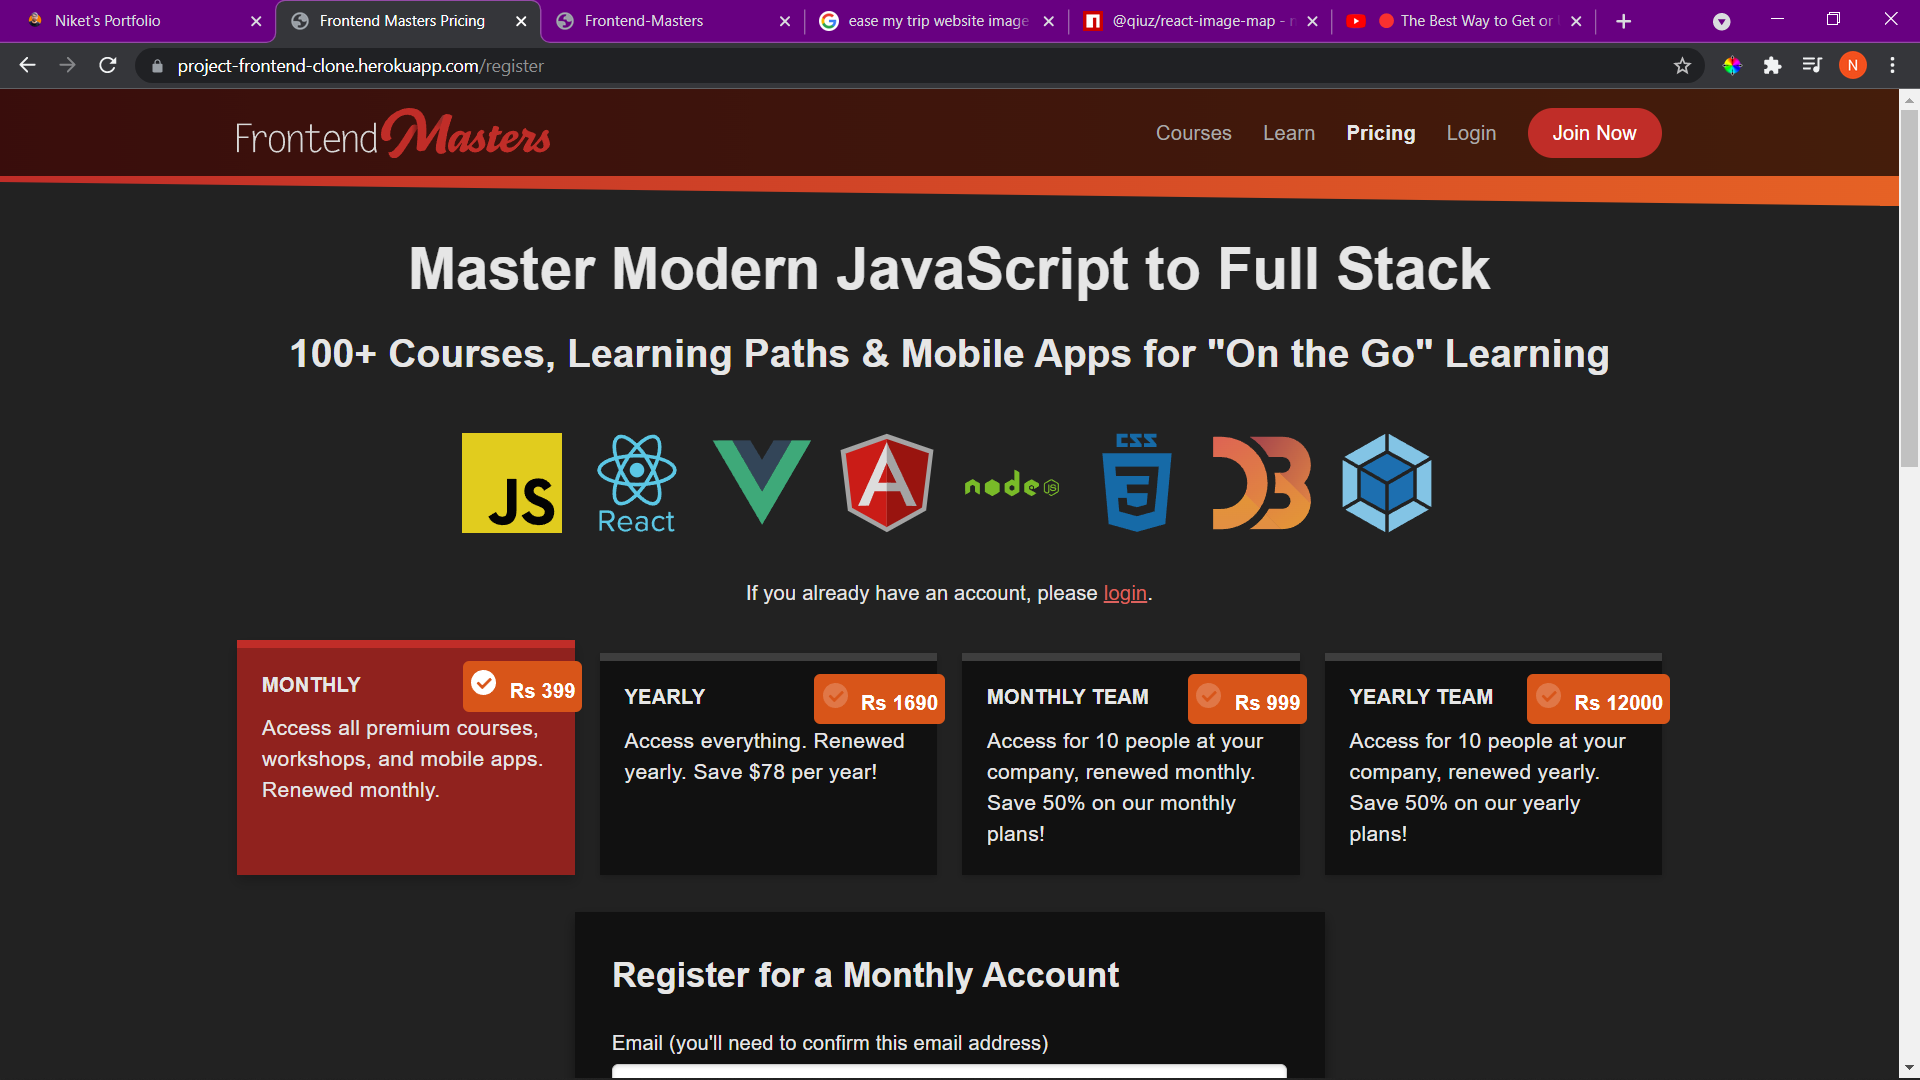 Niket's Portfolio
Frontend Masters Pricing
Frontend-Masters
ease my trip website image
@qiuz/react-image-map -
The Best Way to Get or
project-frontend-clone.herokuapp.com/register
N
Frontend Masters
Courses
Learn
Pricing
Login
Join Now
Master Modern JavaScript to Full Stack
100+ Courses, Learning Paths & Mobile Apps for "On the Go" Learning
JS
React
node JS
CSS
3
If you already have an account, please login.
MONTHLY
Rs 399
Access all premium courses,
workshops, and mobile apps.
Renewed monthly.
YEARLY
Rs 1690
Access everything. Renewed
yearly. Save $78 per year!
MONTHLY TEAM
Rs 999
Access for 10 people at your
company, renewed monthly.
Save 50% on our monthly
plans!
YEARLY TEAM
Rs 12000
Access for 10 people at your
company, renewed yearly.
Save 50% on our yearly
plans!
Register for a Monthly Account
Email (you'll need to confirm this email address)